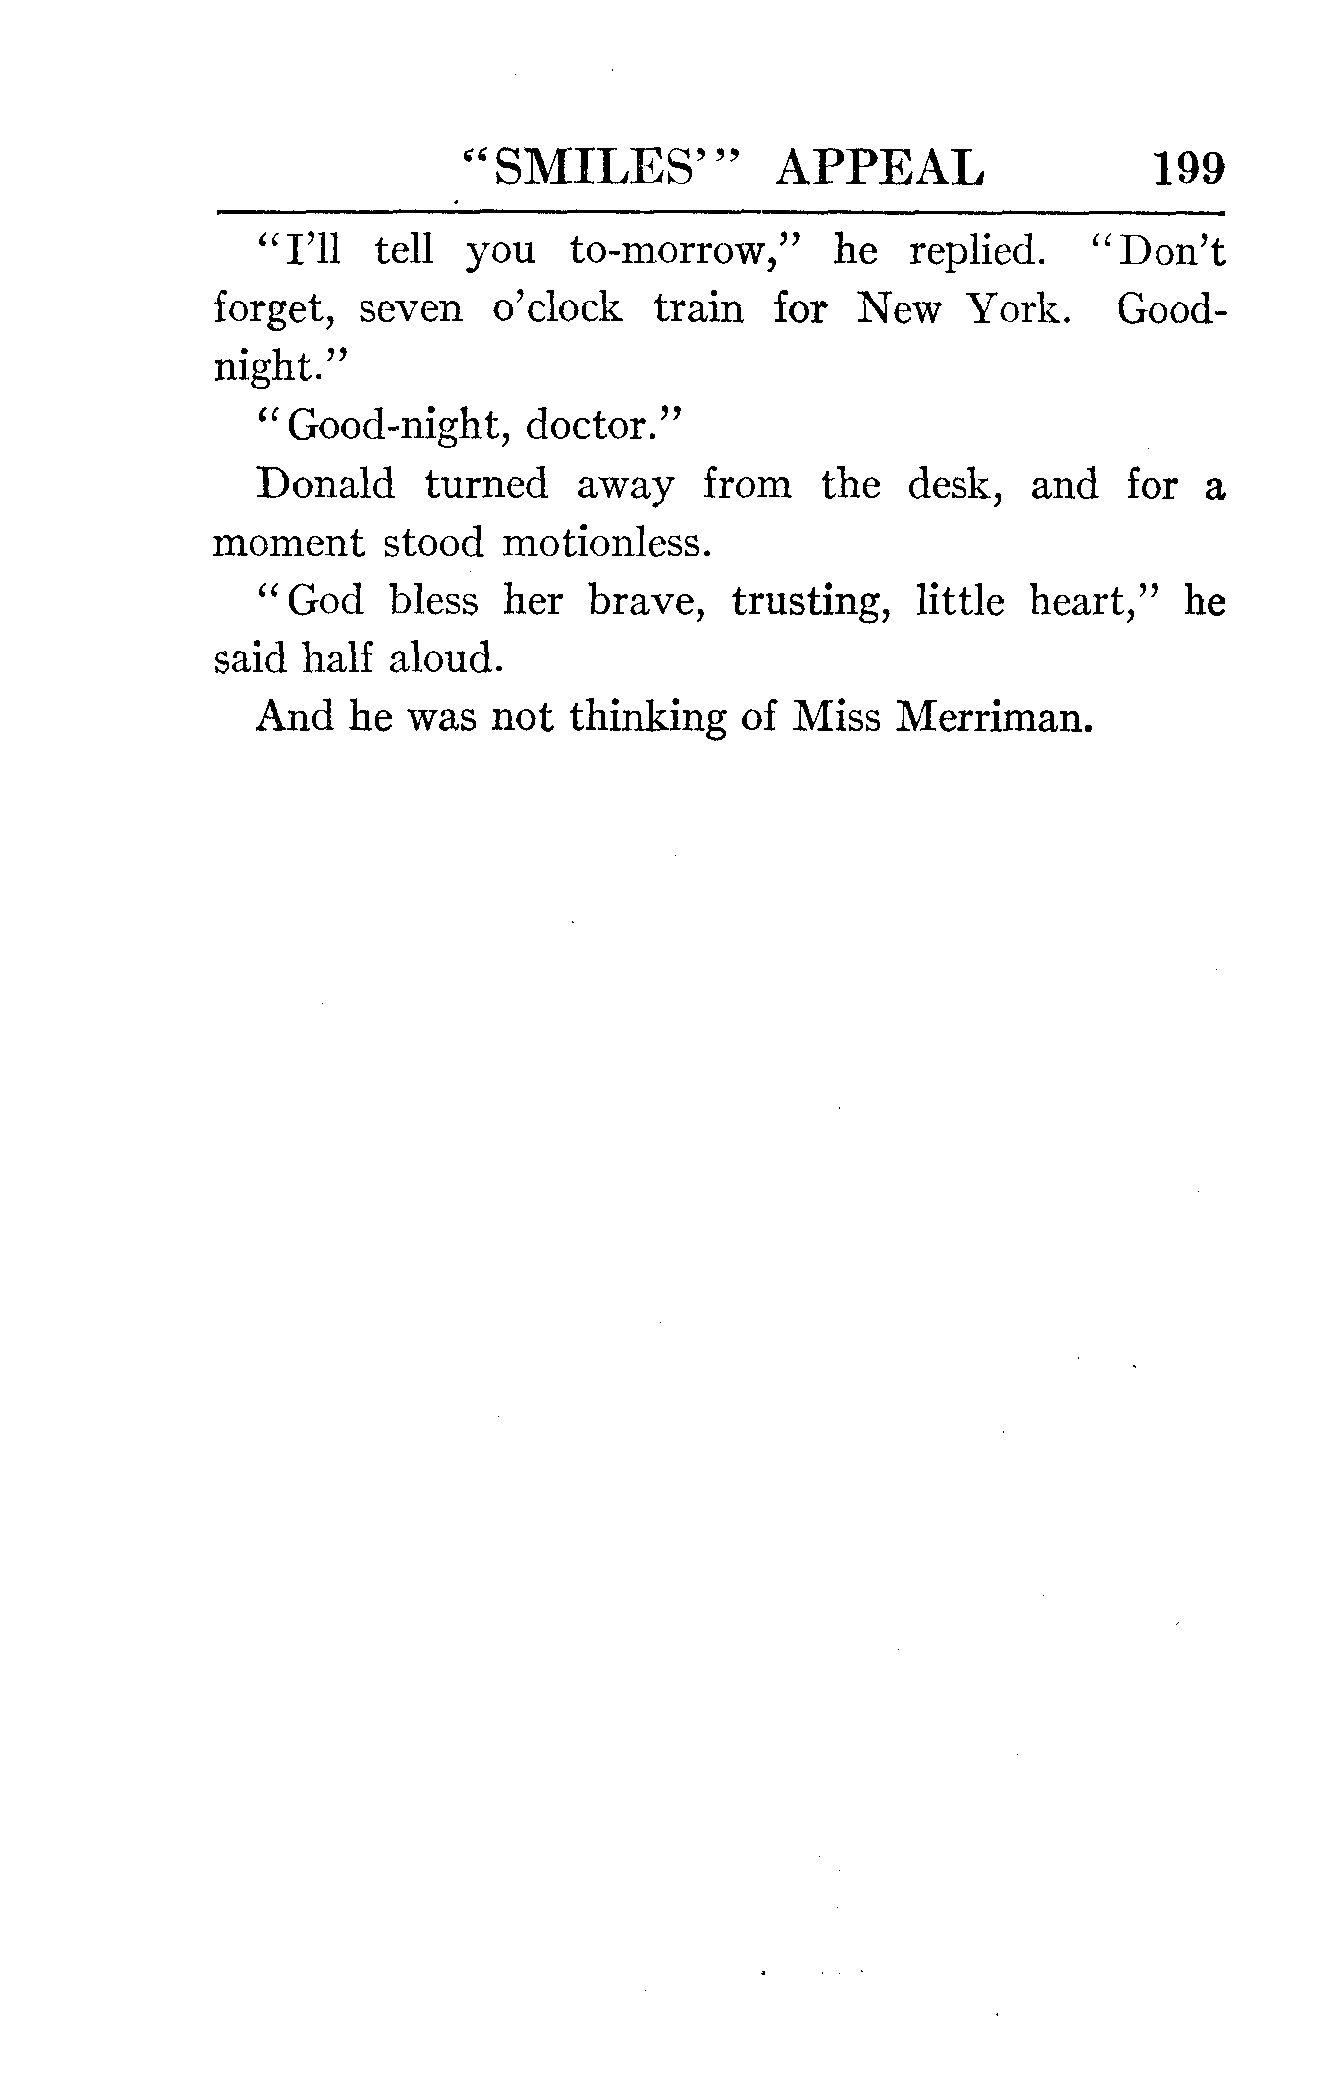 “SMILES’” APPEAL 199
“I’ll tell you to-morrow,” he replied. “Don’t
forget, seven o’clock train for New York. Good-
night.”
“Good-night, doctor.”
Donald turned away from the desk, and for a
moment stood motionless.
“God bless her brave, trusting, little heart,” he
said half aloud.
And he was not thinking of Miss Merriman.